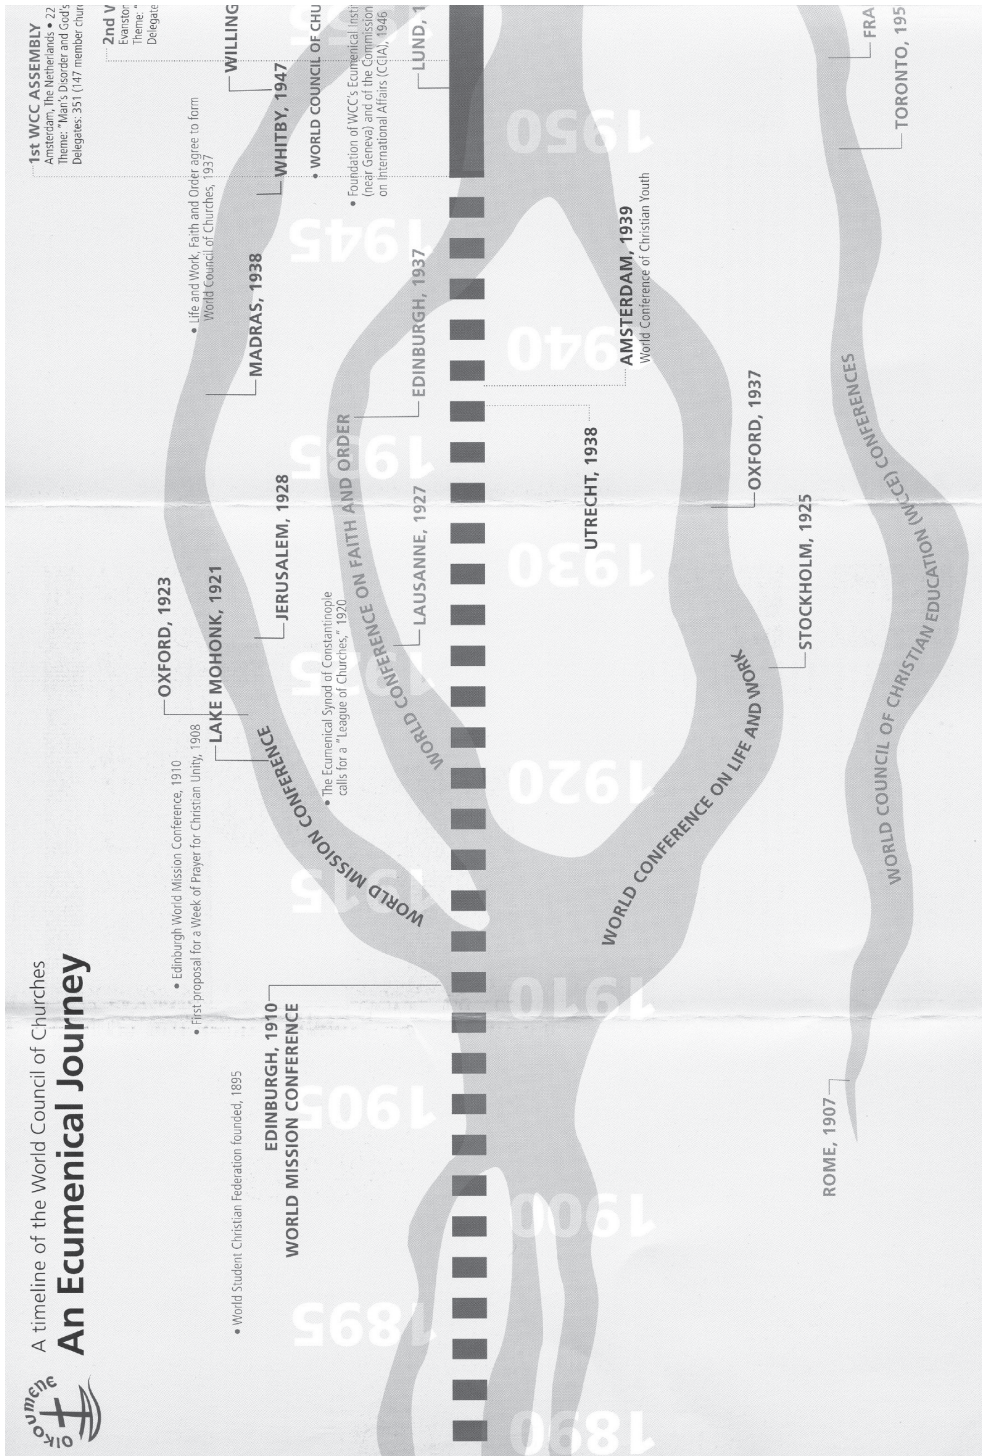 OIKOUMENE
A timeline of the World Council of Churches
An Ecumenical Journey
1st WCC ASSEMBLY
Amsterdam, The Netherlands • 22
Theme: "Man's Disorder and God's
Delegates: 351 (147 member chur
2nd
Evanston
Theme: "
Delegate
• Edinburgh World Mission Conference, 1910
• First proposal for a Week of Prayer for Christian Unity, 1908
• World Student Christian Federation founded, 1895
EDINBURGH, 1910
WORLD MISSION CONFERENCE
OXFORD, 1923
LAKE MOHONK, 1921
JERUSALEM, 1928
MADRAS, 1938
WHITBY, 1947
WILLING
• Life and Work, Faith and Order agree to form
World Council of Churches, 1937
• WORLD COUNCIL OF CHU
• Foundation of WCC's Ecumenical Insti
(near Geneva) and of the Commission
on International Affairs (CCIA), 1946
• The Ecumenical Synod of Constantinople
calls for a "League of Churches," 1920
WORLD MISSION CONFERENCE
WORLD CONFERENCE ON FAITH AND ORDER
LAUSANNE, 1927
EDINBURGH, 1937
LUND, 1
1895
1905
1915
1925
1935
1945
1890
1900
1910
1920
1930
1940
1950
UTRECHT, 1938
AMSTERDAM, 1939
World Conference of Christian Youth
WORLD CONFERENCE ON LIFE AND WORK
STOCKHOLM, 1925
OXFORD, 1937
ROME, 1907
WORLD COUNCIL OF CHRISTIAN EDUCATION (WCCE) CONFERENCES
FRA
TORONTO, 195